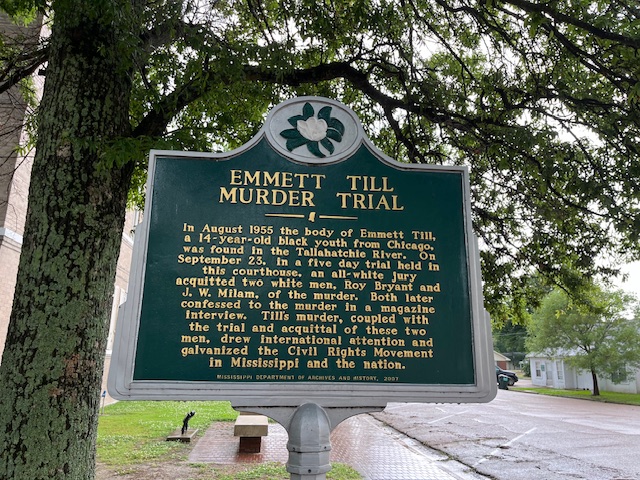 EMMETT TILL
MURDER TRIAL
In August 1955 the body of Emmett Till,
a 14-year-old black youth from Chicago,
was found in the Tallahatchie River. On
September 23, in a five day trial held in
this courthouse, an all-white jury
acquitted two white men, Roy Bryant and
J. W. Milam, of the murder. Both later
confessed to the murder in a magazine
interview. Till's murder, coupled with
the trial and acquittal of these two
men, drew international attention and
galvanized the Civil Rights Movement
in Mississippi and the nation.
MISSISSIPPI DEPARTMENT OF ARCHIVES AND HISTORY, 2007